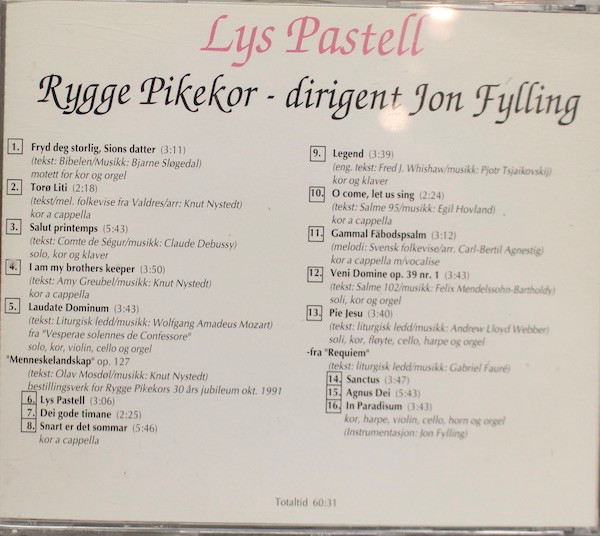 Lys Pastell
Rygge Pikekor - dirigent Jon Fylling
1. Fryd deg storlig, Sions datter (3:11)
(tekst: Bibelen/Musikk: Bjarne Sløgedal)
motett for kor og orgel
2. Torø Liti (2:18)
(tekst/mel. folkevise fra Valdres/arr: Knut Nystedt)
kor a cappella
3. Salut printemps (5:43)
(tekst: Comte de Ségur/musikk: Claude Debussy)
solo, kor og klaver
4. I am my brothers keeper (3:50)
(tekst: Amy Greubel/musikk: Knut Nystedt)
kor a cappella
5. Laudate Dominum (3:43)
(tekst: Liturgisk ledd/musikk: Wolfgang Amadeus Mozart)
fra "Vesperae solennes de Confessore"
solo, kor, violin, cello og orgel
"Menneskelandskap" op. 127
(tekst: Olav Mosdøl/musikk: Knut Nystedt)
bestillingsverk for Rygge Pikekors 30 års jubileum okt. 1991
6. Lys Pastell (3:06)
7. Dei gode timane (2:25)
8. Snart er det sommar (5:46)
kor a cappella
9. Legend (3:39)
(eng. tekst: Fred J. Whishaw/musikk: Pjotr Tsjaikovskij)
kor og klaver
10. O come, let us sing (2:24)
(tekst: Salme 95/musikk: Egil Hovland)
kor a cappella
11. Gammal Fäbodspsalm (3:12)
(melodi: Svensk folkevise/arr. Carl-Bertil Agnestig)
kor a cappella m/vocalise
12. Veni Domine op. 39 nr. 1 (3:43)
(tekst: Salme 102/musikk: Felix Mendelssohn-Bartholdy)
soli, kor og orgel
13. Pie Jesu (3:40)
(tekst: liturgisk ledd/musikk: Andrew Lloyd Webber)
soli, kor, fløyte, cello, harpe og orgel
-fra "Requiem"
(tekst: liturgisk ledd/musikk: Gabriel Fauré)
14. Sanctus (3:47)
15. Agnus Dei (5:43)
16. In Paradisum (3:43)
kor, harpe, violin, cello, horn og orgel
(Instrumentasjon: Jon Fylling)
Totaltid 60:31